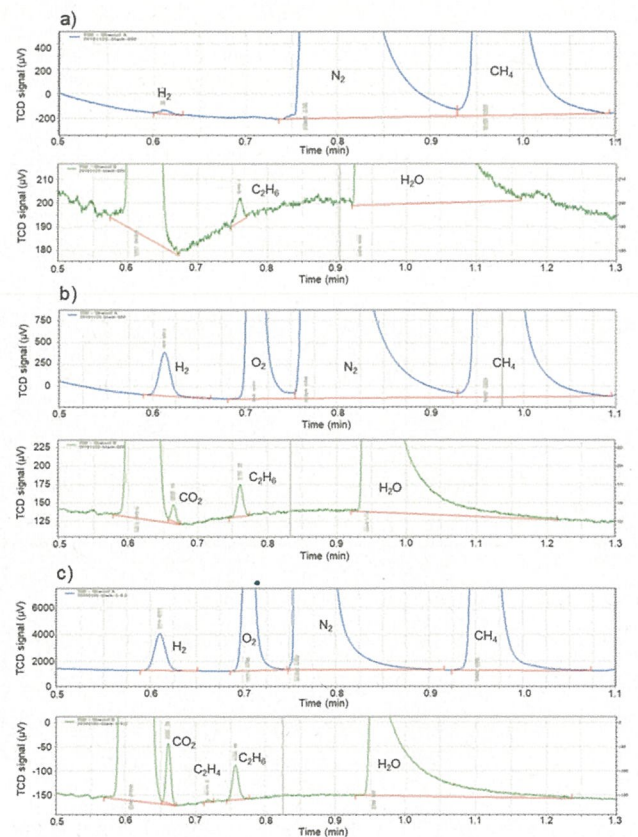 a)
TCD signal (µV)
400
200
0
-200
H₂
N₂
CH₄
0.5 0.6 0.7 0.8 0.9 1.0 1.1
Time (min)
TCD signal (µV)
210
200
190
180
C₂H₆
H₂O
0.5 0.6 0.7 0.8 0.9 1.0 1.1 1.2 1.3
Time (min)
b)
TCD signal (µV)
750
500
250
0
H₂
O₂
N₂
CH₄
0.5 0.6 0.7 0.8 0.9 1.0 1.1
Time (min)
TCD signal (µV)
225
200
175
150
125
CO₂
C₂H₆
H₂O
0.5 0.6 0.7 0.8 0.9 1.0 1.1 1.2 1.3
Time (min)
c)
TCD signal (µV)
6000
4000
2000
0
H₂
O₂
N₂
CH₄
0.5 0.6 0.7 0.8 0.9 1.0 1.1
Time (min)
TCD signal (µV)
0
-50
-100
-150
CO₂
C₂H₄
C₂H₆
H₂O
0.5 0.6 0.7 0.8 0.9 1.0 1.1 1.2 1.3
Time (min)